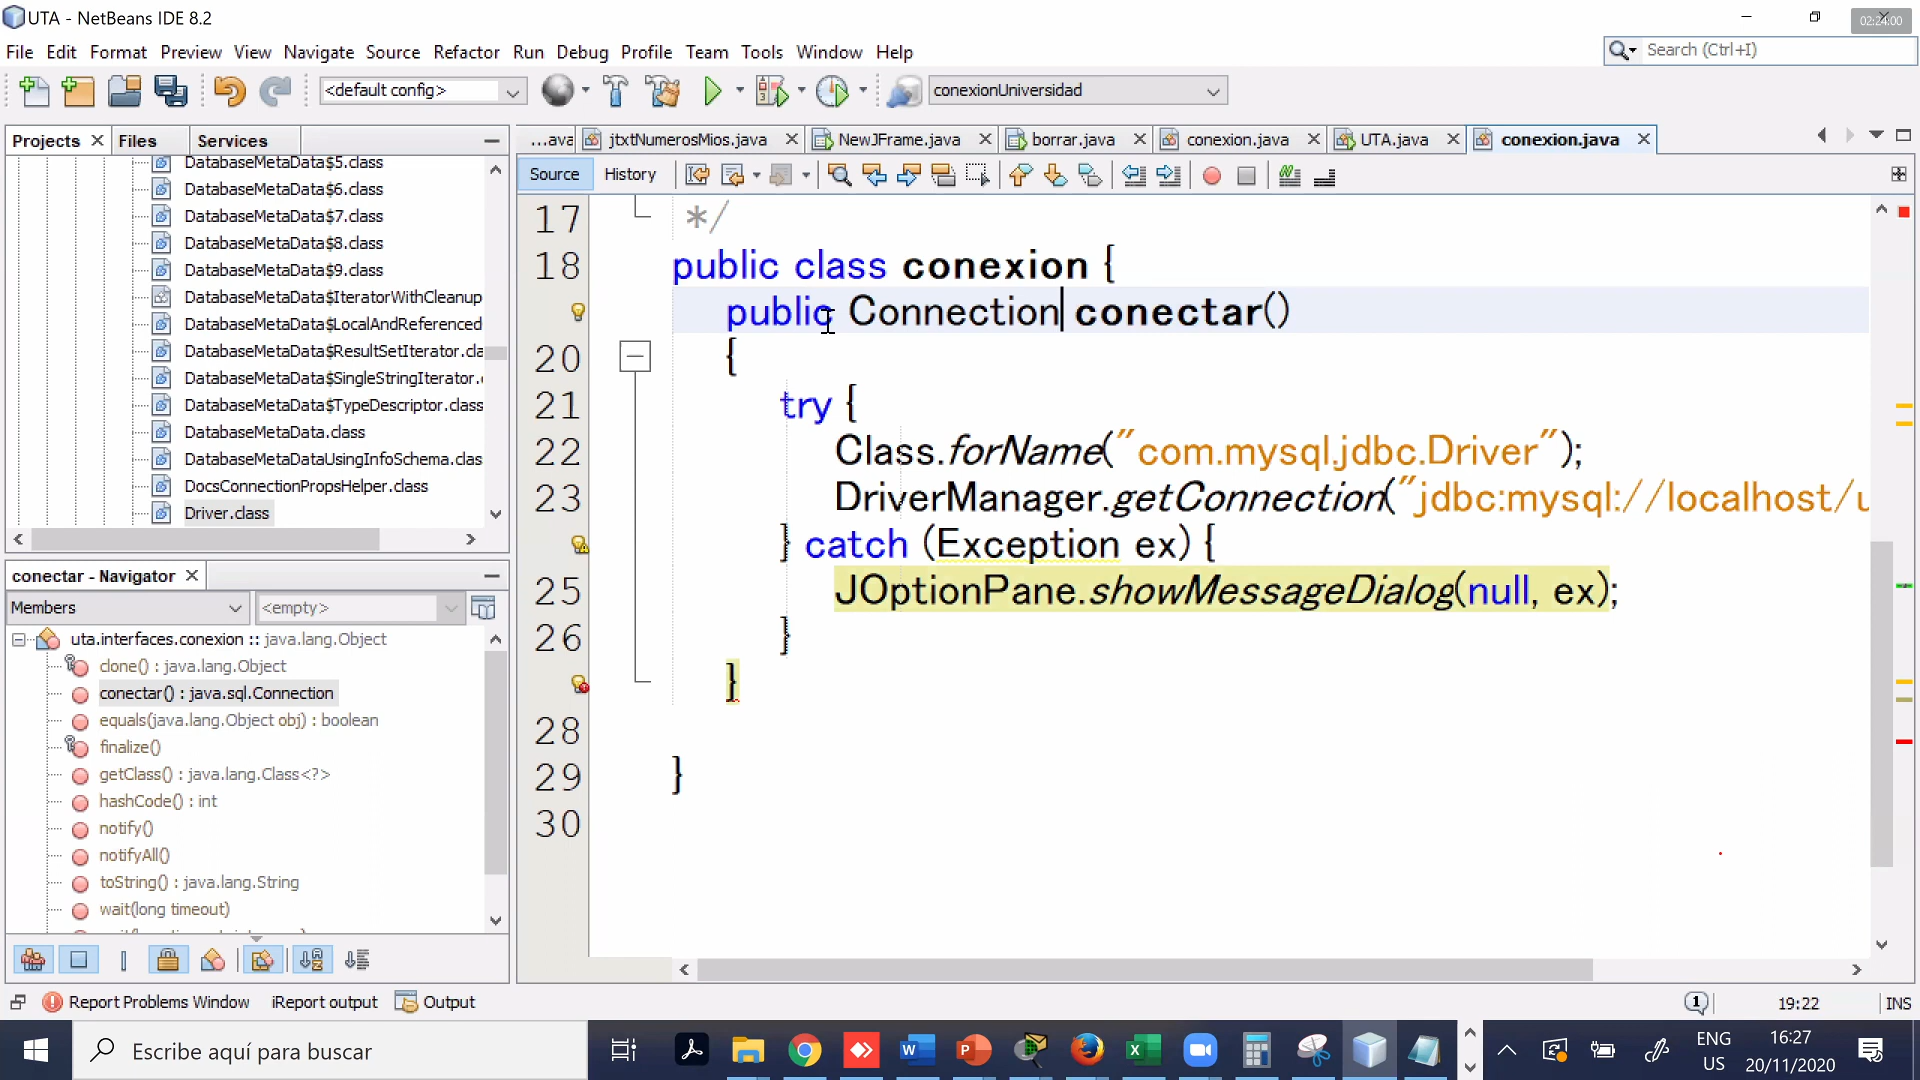 UTA - NetBeans IDE 8.2
02:24:00
File Edit Format Preview View Navigate Source Refactor Run Debug Profile Team Tools Window Help
Search (Ctrl+I)
<default config>
conexionUniversidad
Projects Files Services
...ava jtxtNumerosMios.java NewJFrame.java borrar.java conexion.java UTA.java conexion.java
Source History
DatabaseMetaData$5.class
DatabaseMetaData$6.class
DatabaseMetaData$7.class
DatabaseMetaData$8.class
DatabaseMetaData$9.class
DatabaseMetaData$IteratorWithCleanup
DatabaseMetaData$LocalAndReferenced
DatabaseMetaData$ResultSetIterator.cla
DatabaseMetaData$SingleStringIterator.
DatabaseMetaData$TypeDescriptor.class
DatabaseMetaData.class
DatabaseMetaDataUsingInfoSchema.clas
DocsConnectionPropsHelper.class
Driver.class
conectar - Navigator
Members <empty>
uta.interfaces.conexion :: java.lang.Object
clone() : java.lang.Object
conectar() : java.sql.Connection
equals(java.lang.Object obj) : boolean
finalize()
getClass() : java.lang.Class<?>
hashCode() : int
notify()
notifyAll()
toString() : java.lang.String
wait(long timeout)
17 */
18 public class conexion {
public Connection conectar()
20 {
21 try {
22 Class.forName("com.mysql.jdbc.Driver");
23 DriverManager.getConnection("jdbc:mysql://localhost/u
} catch (Exception ex) {
25 JOptionPane.showMessageDialog(null, ex);
26 }
}
28
29 }
30
Report Problems Window iReport output Output
1 19:22 INS
Escribe aquí para buscar
ENG
US
16:27
20/11/2020